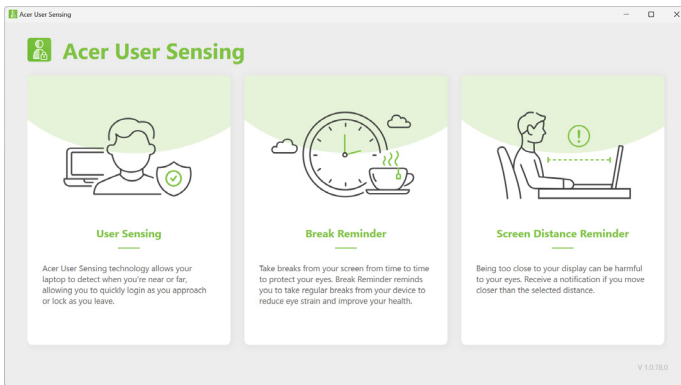 Acer User Sensing
Acer User Sensing
User Sensing
Acer User Sensing technology allows your
laptop to detect when you're near or far,
allowing you to quickly login as you approach
or lock as you leave.
Break Reminder
Take breaks from your screen from time to time
to protect your eyes. Break Reminder reminds
you to take regular breaks from your device to
reduce eye strain and improve your health.
Screen Distance Reminder
Being too close to your display can be harmful
to your eyes. Receive a notification if you move
closer than the selected distance.
V 1.0.78.0